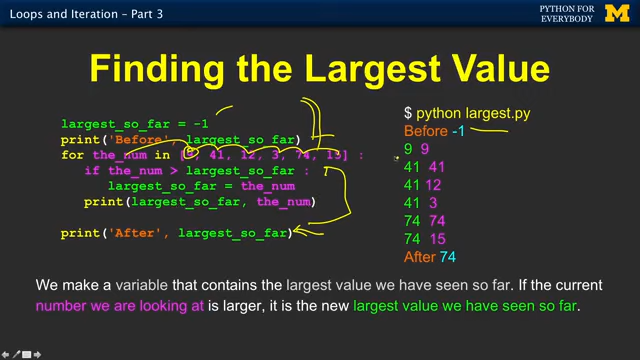 Loops and Iteration – Part 3
PYTHON FOR
EVERYBODY
Finding the Largest Value
largest_so_far = -1
print('Before', largest_so_far)
for the_num in [9, 41, 12, 3, 74, 15] :
if the_num > largest_so_far :
largest_so_far = the_num
print(largest_so_far, the_num)
print('After', largest_so_far)
$ python largest.py
Before -1
9 9
41 41
41 12
41 3
74 74
74 15
After 74
We make a variable that contains the largest value we have seen so far. If the current
number we are looking at is larger, it is the new largest value we have seen so far.